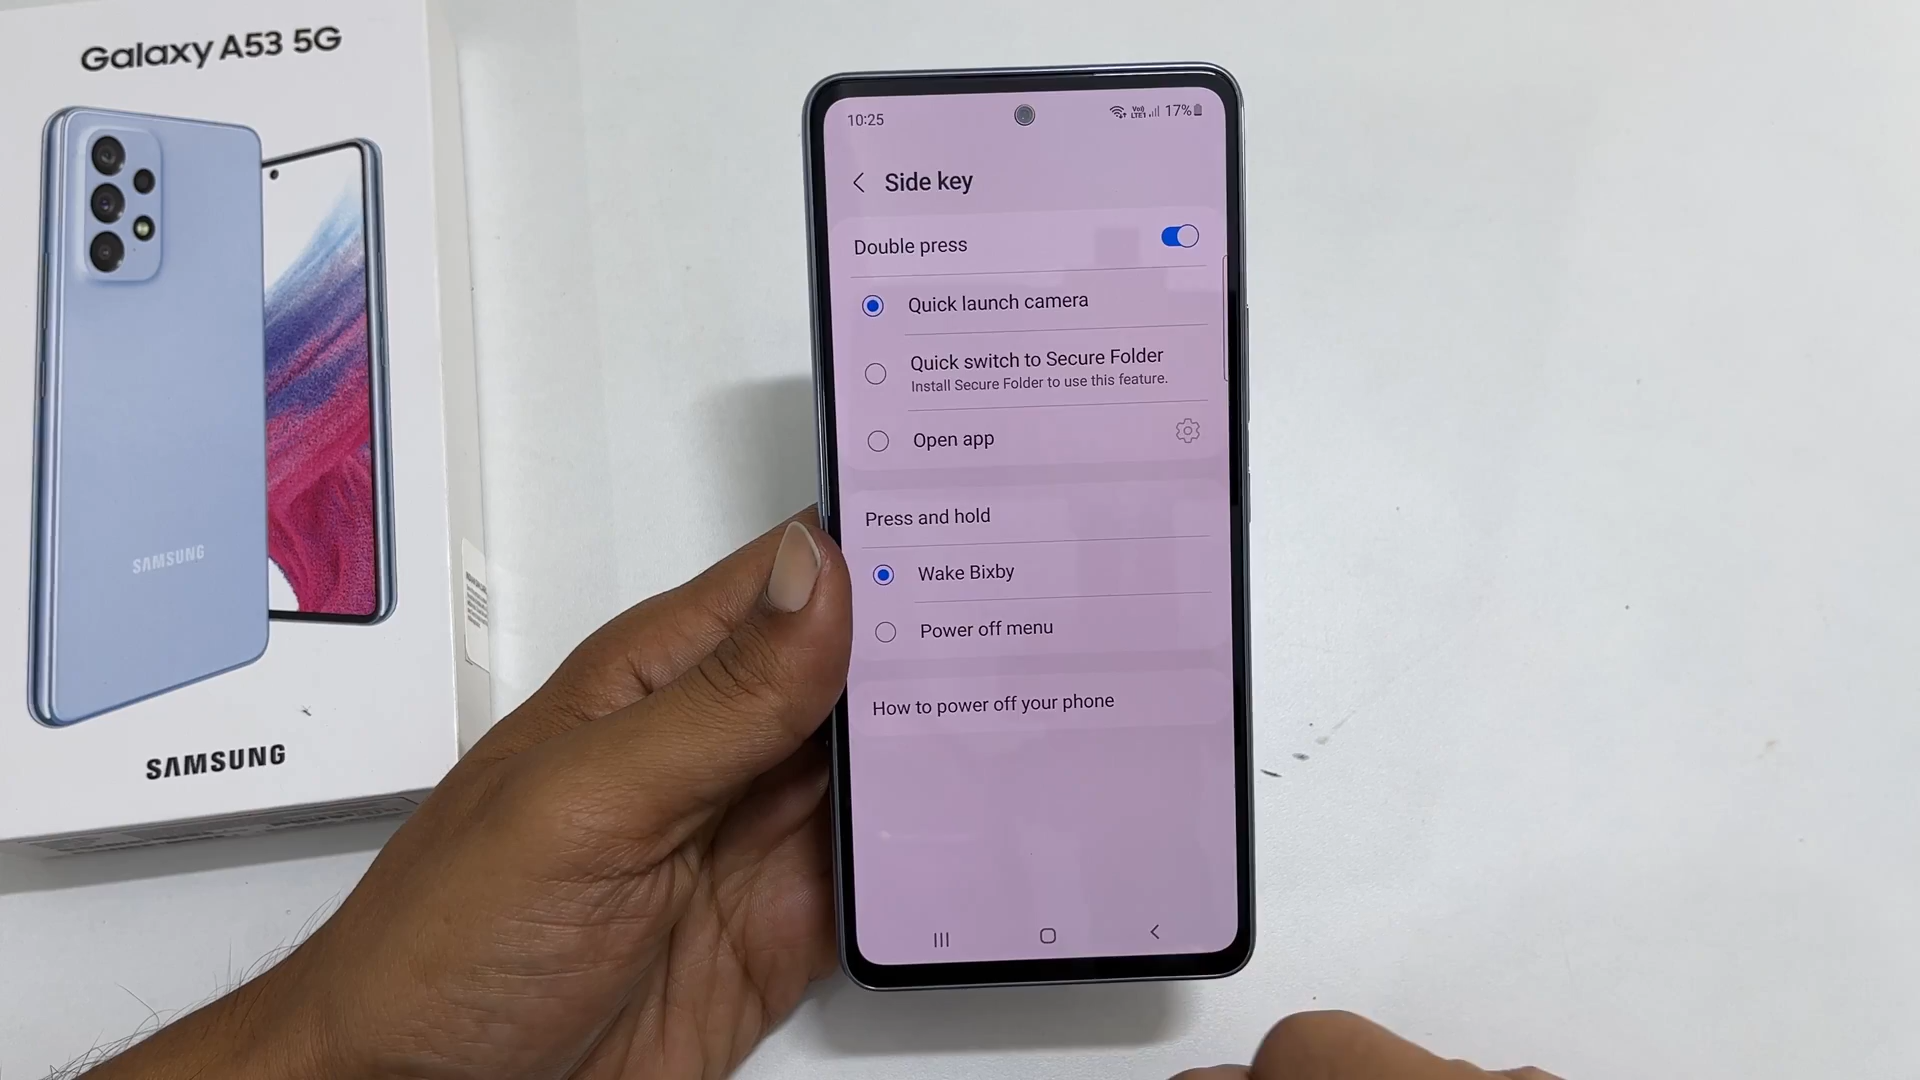 Galaxy A53 5G
SAMSUNG
SAMSUNG
10:25
17%
Side key
Double press
Quick launch camera
Quick switch to Secure Folder
Install Secure Folder to use this feature.
Open app
Press and hold
Wake Bixby
Power off menu
How to power off your phone